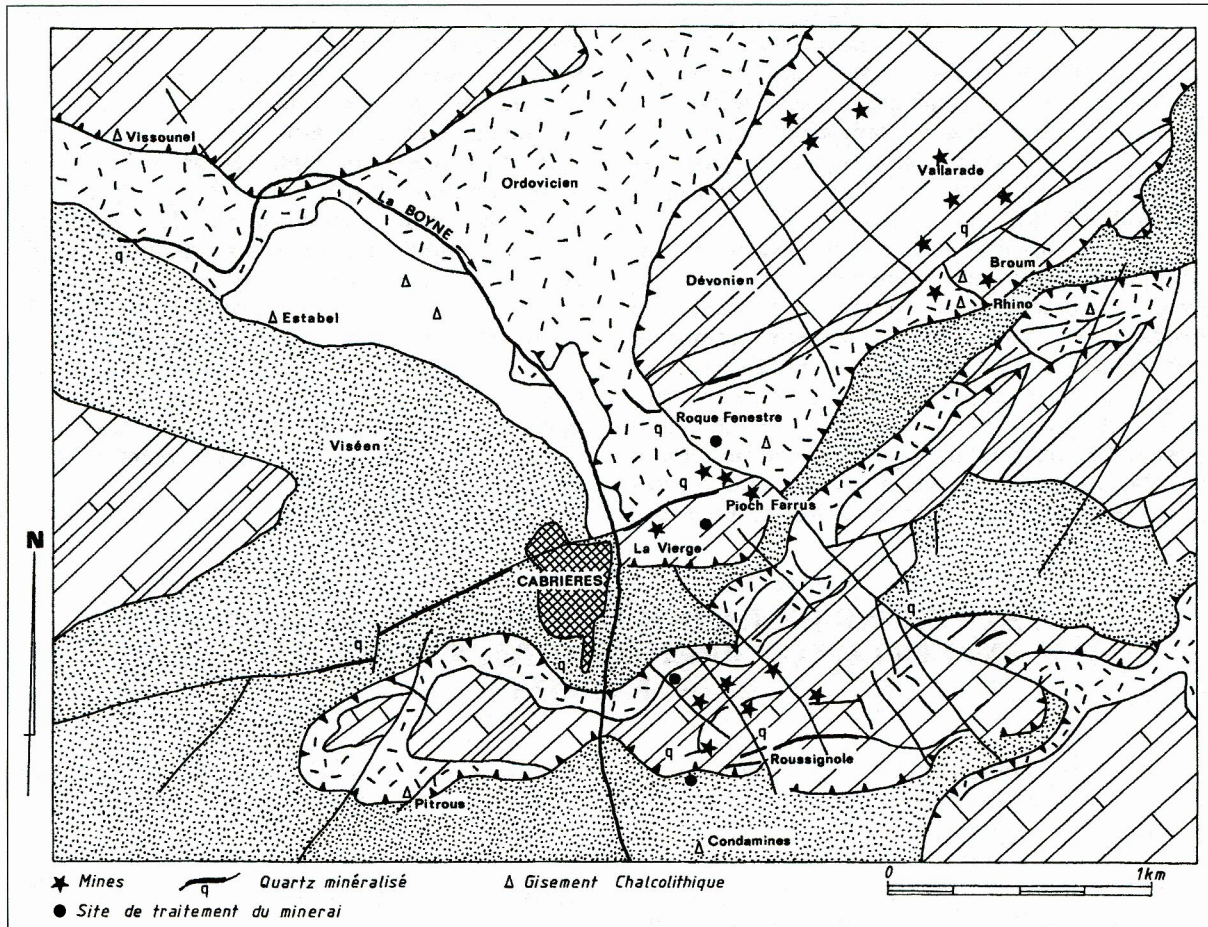 Vissounel
Ordovicien
Vallarade
La BOYNE
q
q
Dévonien
Broum
Rhino
Estabel
Roque Fenestre
q
Viséen
q
Pioch Farrus
N
La Vierge
CABRIERES
q
q
q
q
q
Roussignole
Pitrous
Condamines
Mines
q
Quartz minéralisé
Gisement Chalcolithique
0
1km
Site de traitement du minerai